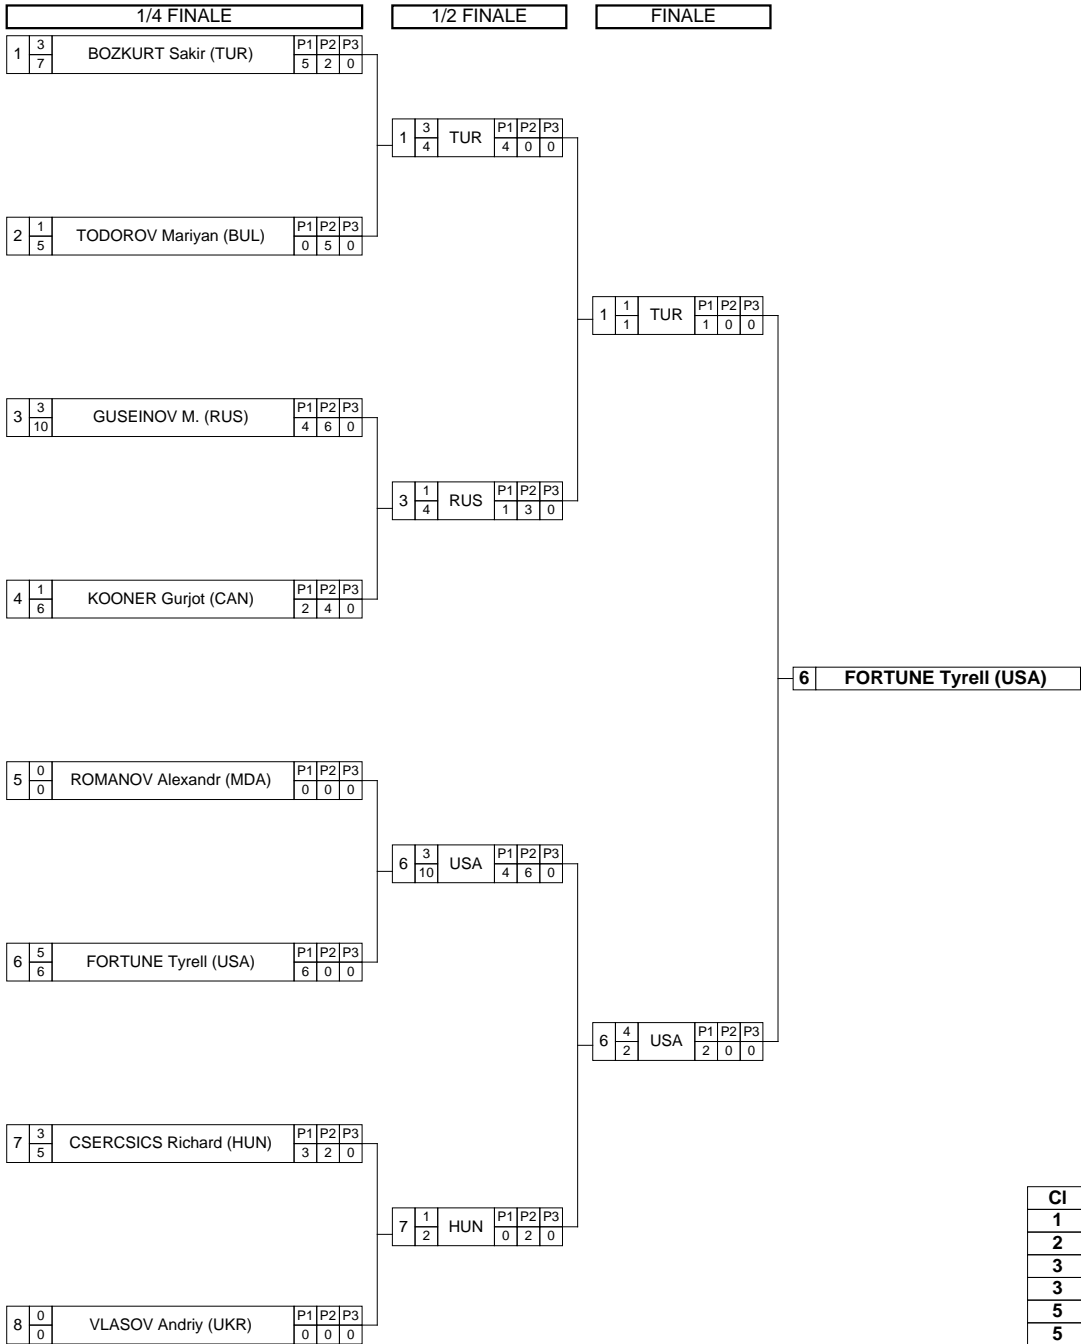 1/4 FINALE 1/2 FINALE FINALE
1 3 7 BOZKURT Sakir (TUR) P1 P2 P3 5 2 0
1 3 4 TUR P1 P2 P3 4 0 0
2 1 5 TODOROV Mariyan (BUL) P1 P2 P3 0 5 0
1 1 1 TUR P1 P2 P3 1 0 0
3 3 10 GUSEINOV M. (RUS) P1 P2 P3 4 6 0
3 1 4 RUS P1 P2 P3 1 3 0
4 1 6 KOONER Gurjot (CAN) P1 P2 P3 2 4 0
6 FORTUNE Tyrell (USA)
5 0 0 ROMANOV Alexandr (MDA) P1 P2 P3 0 0 0
6 3 10 USA P1 P2 P3 4 6 0
6 5 6 FORTUNE Tyrell (USA) P1 P2 P3 6 0 0
6 4 2 USA P1 P2 P3 2 0 0
7 3 5 CSERCSICS Richard (HUN) P1 P2 P3 3 2 0
7 1 2 HUN P1 P2 P3 0 2 0
8 0 0 VLASOV Andriy (UKR) P1 P2 P3 0 0 0
Cl
1
2
3
3
5
5